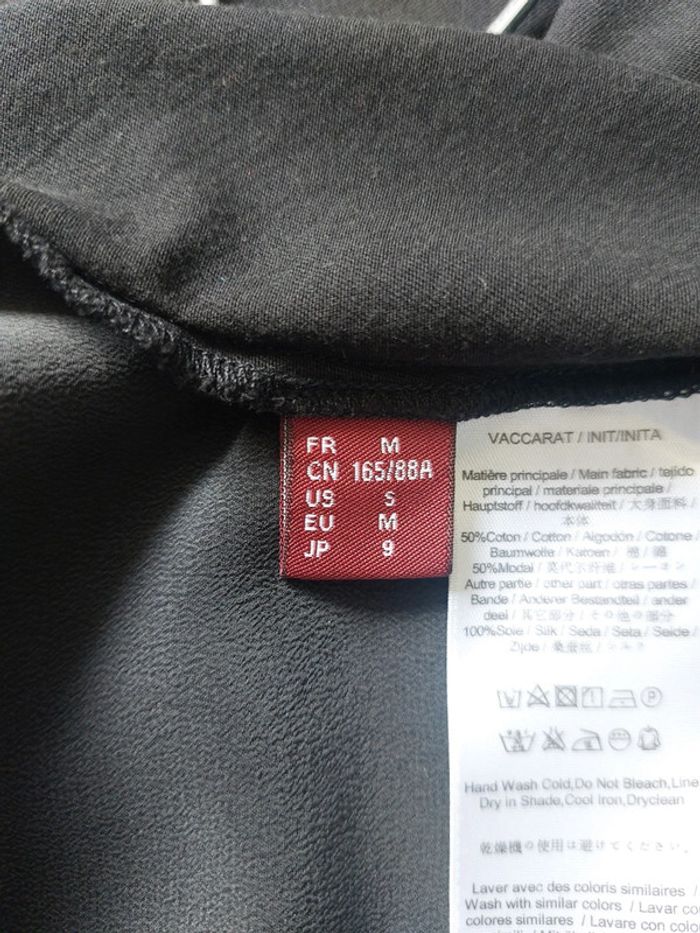 FR M
CN 165/88A
US S
EU M
JP 9
VACCARAT / INIT/INITA
Matière principale / Main fabric / tejido
principal / materiale principale /
Hauptstoff / hoofdkwaliteit / 大身面料 /
本体
50%Coton / Cotton / Algodón / Cotone /
Baumwolle / Katoen / 棉 / 綿
50%Modal / 莫代尔纤维 / レーヨン
Autre partie / other part / otras partes /
Bande / Anderer Bestandteil / ander
deel / 其它部分 / その他の部分
100%Soie / Silk / Seda / Seta / Seide /
Zijde / 桑蚕丝 / シルク
Hand Wash Cold,Do Not Bleach,Line
Dry in Shade,Cool Iron,Dryclean
乾燥機の使用は避けてください.
Laver avec des coloris similaires /
Wash with similar colors / Lavar co
colores similares / Lavare con colo